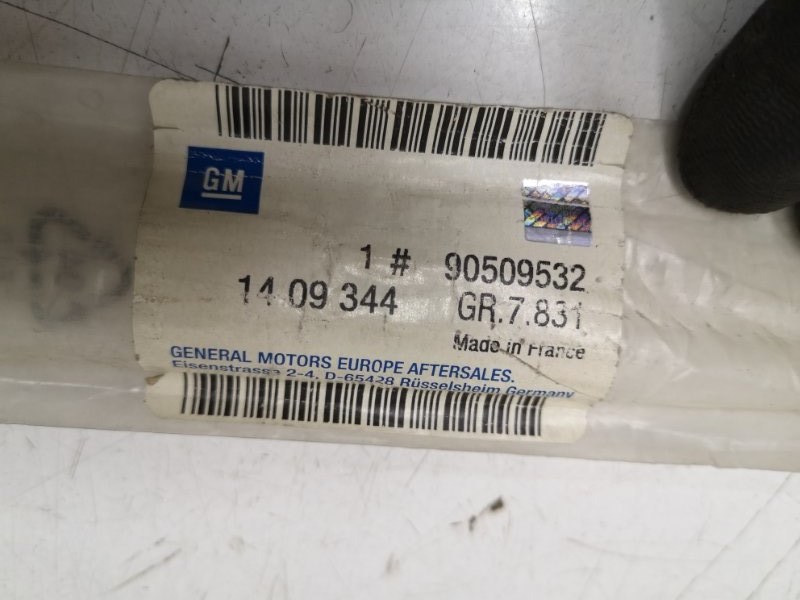 GM
1 # 90509532
14 09 344 GR.7.831
Made in France
GENERAL MOTORS EUROPE AFTERSALES.
Eisenstrasse 2-4, D-65428 Rüsselsheim Germany